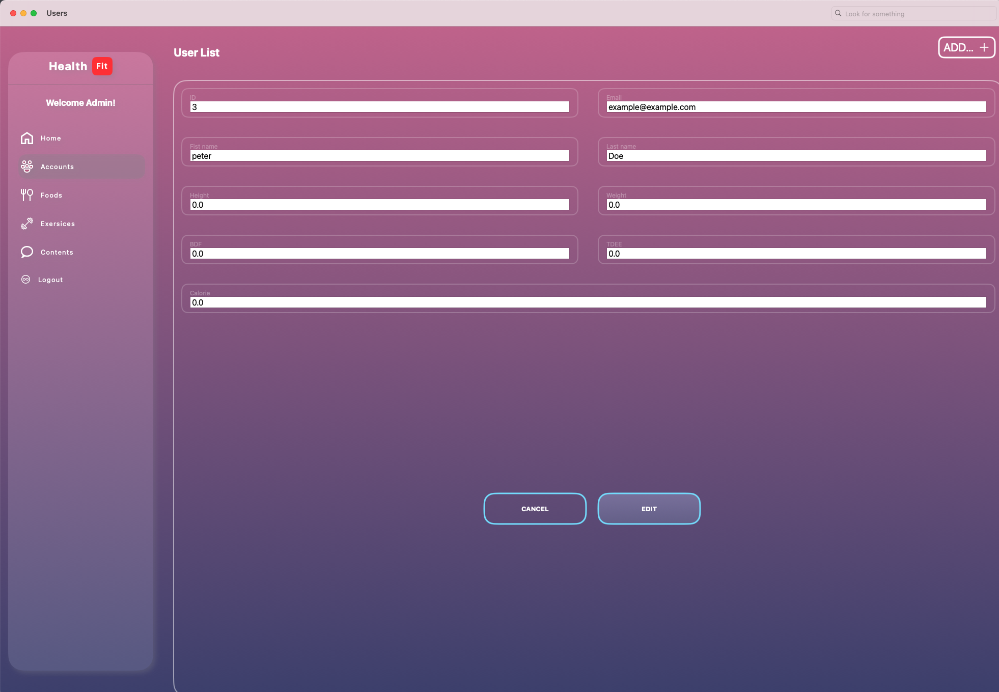 Users
Look for something
Health Fit
Welcome Admin!
Home
Accounts
Foods
Exersices
Contents
Logout
User List
ADD...
ID
3
Email
example@example.com
Fist name
peter
Last name
Doe
Height
0.0
Weight
0.0
BDF
0.0
TDEE
0.0
Calorie
0.0
CANCEL
EDIT